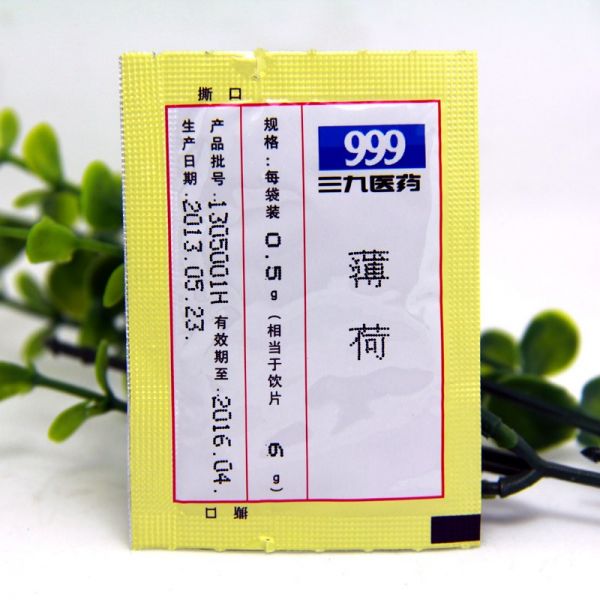 撕 口
999
三九医药
薄荷
规格：每袋装 0.5g（相当于饮片 6g）
产品批号.1305001H 有效期至.2016.04.
生产日期.2013.05.23.
撕 口